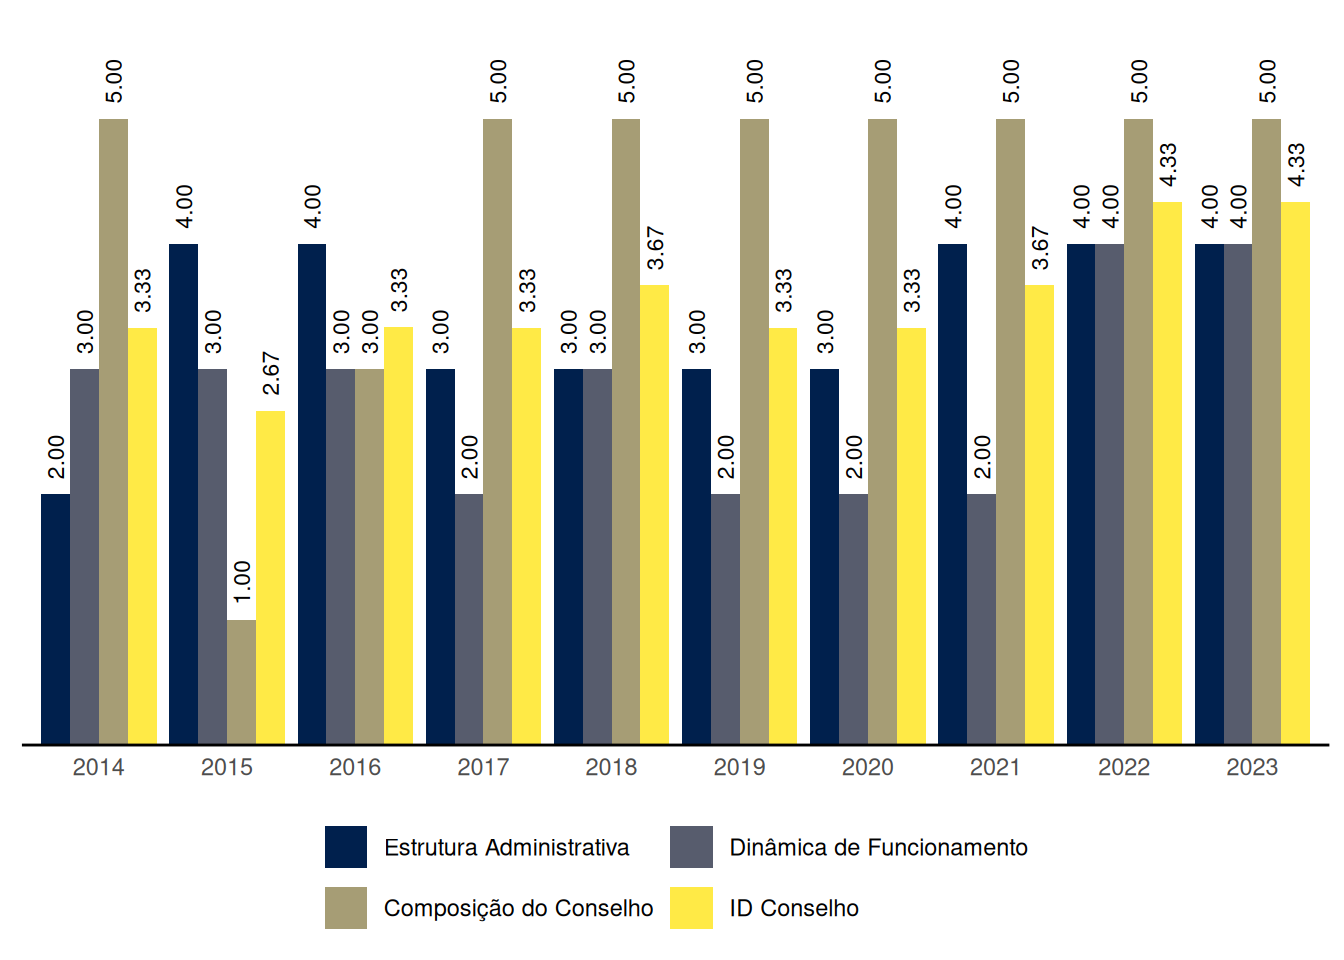 2.00 3.00 5.00 3.33
4.00 3.00 1.00 2.67
4.00 3.00 3.00 3.33
3.00 2.00 5.00 3.33
3.00 3.00 5.00 3.67
3.00 2.00 5.00 3.33
3.00 2.00 5.00 3.33
4.00 2.00 5.00 3.67
4.00 4.00 5.00 4.33
4.00 4.00 5.00 4.33
2014 2015 2016 2017 2018 2019 2020 2021 2022 2023
Estrutura Administrativa Dinâmica de Funcionamento
Composição do Conselho ID Conselho